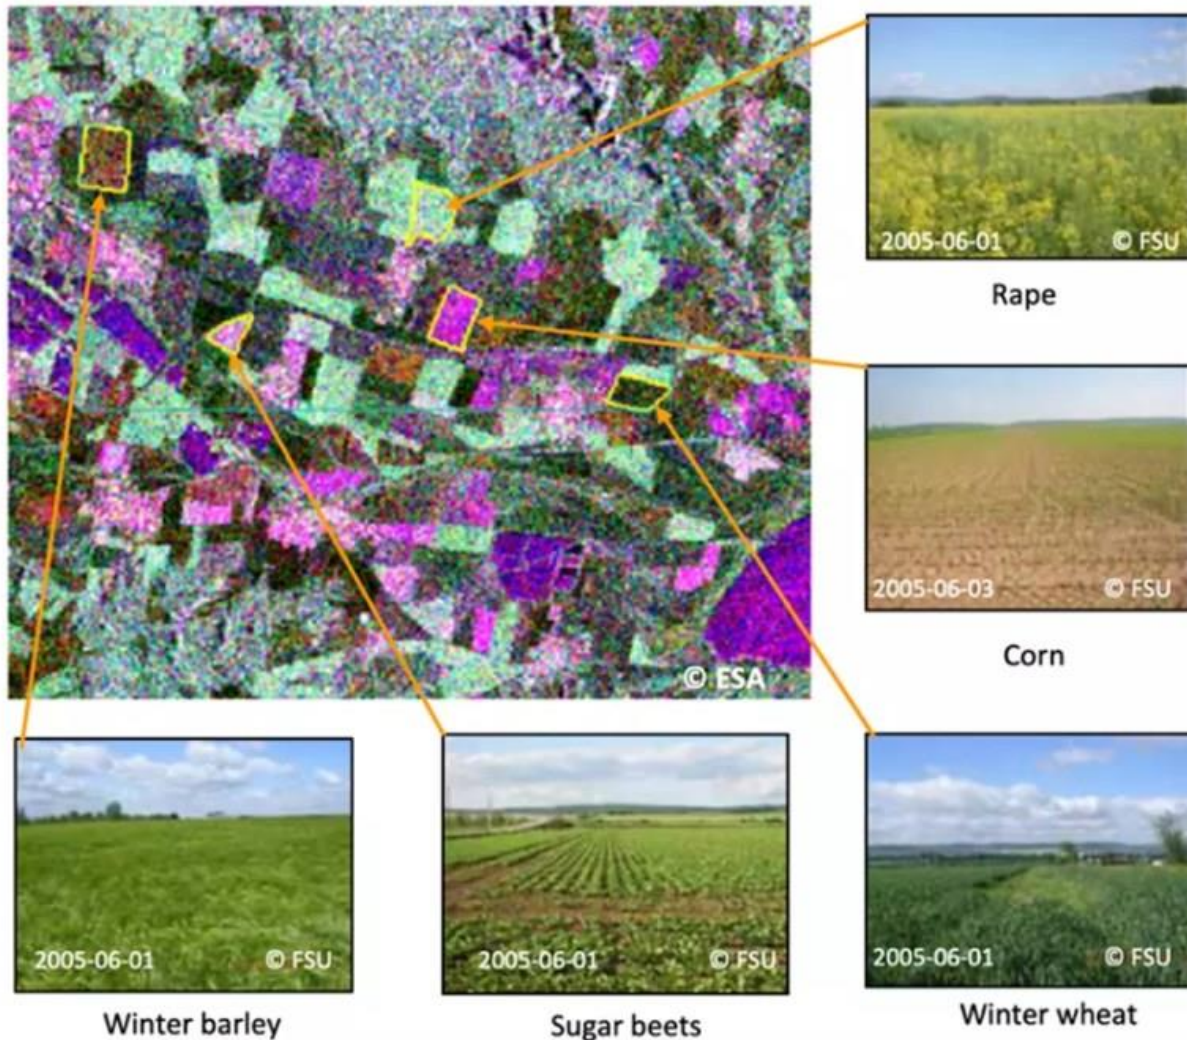 2005-06-01 © FSU
Rape
2005-06-03 © FSU
Corn
© ESA
2005-06-01 © FSU
Winter barley
2005-06-01 © FSU
Sugar beets
2005-06-01 © FSU
Winter wheat